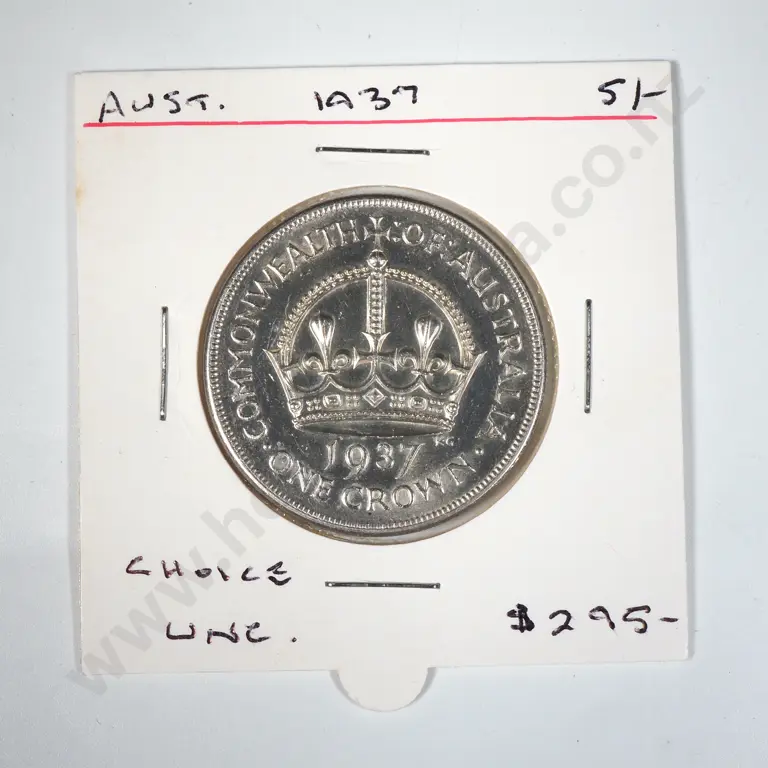 AUST. 1937 5/-
COMMONWEALTH OF AUSTRALIA
1937 KG
ONE CROWN
CHOICE
UNC. $295-